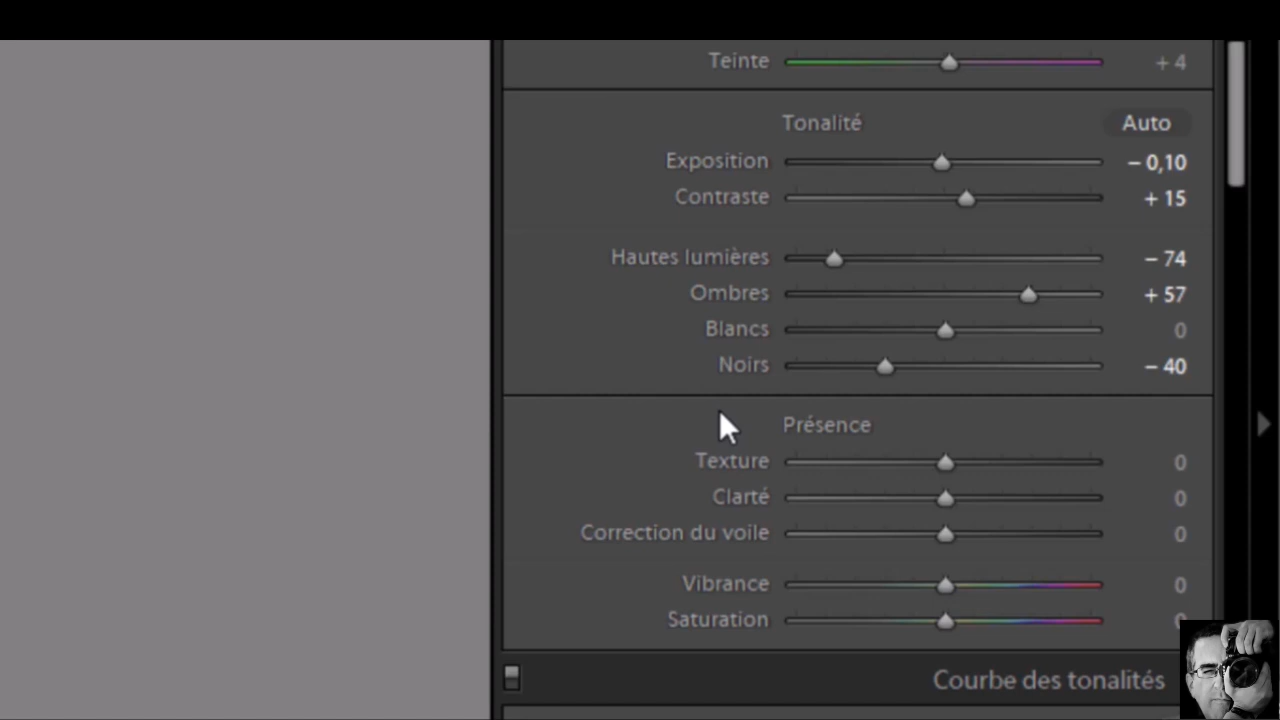 Teinte + 4
Tonalité Auto
Exposition – 0,10
Contraste + 15
Hautes lumières – 74
Ombres + 57
Blancs 0
Noirs – 40
Présence
Texture 0
Clarté 0
Correction du voile 0
Vibrance 0
Saturation 0
Courbe des tonalités